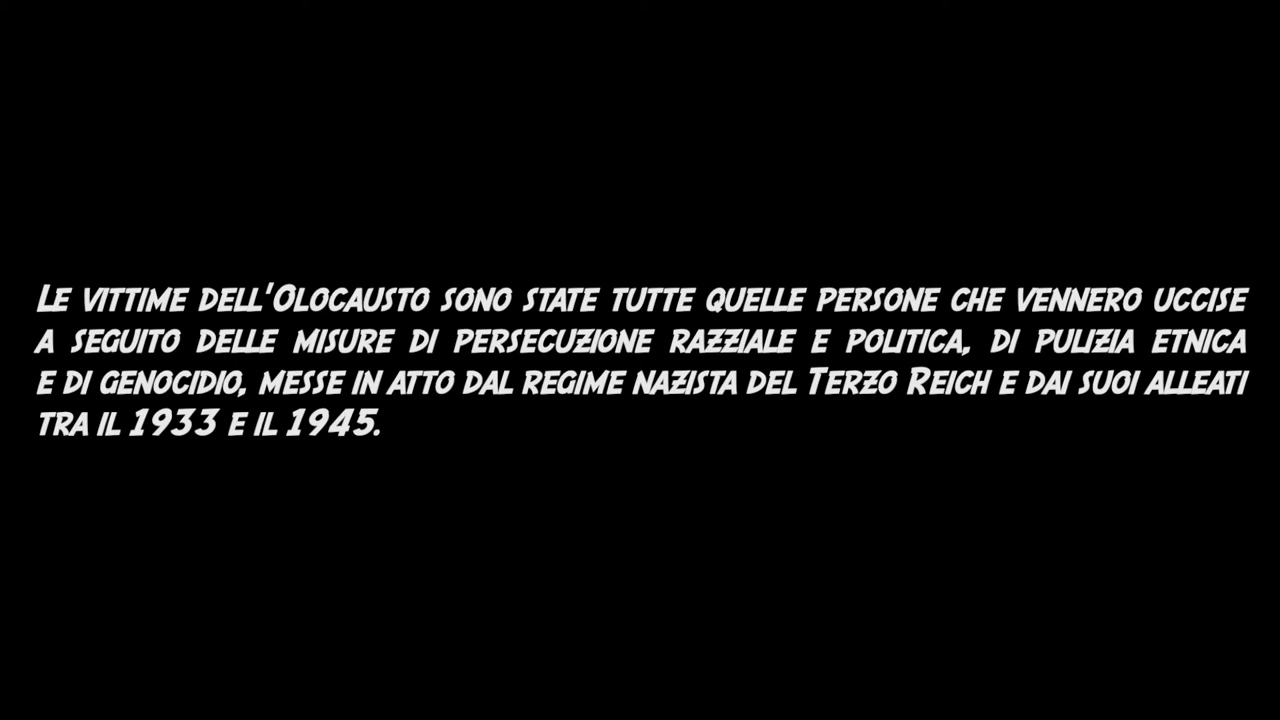 Le vittime dell'Olocausto sono state tutte quelle persone che vennero uccise
a seguito delle misure di persecuzione razziale e politica, di pulizia etnica
e di genocidio, messe in atto dal regime nazista del Terzo Reich e dai suoi alleati
tra il 1933 e il 1945.